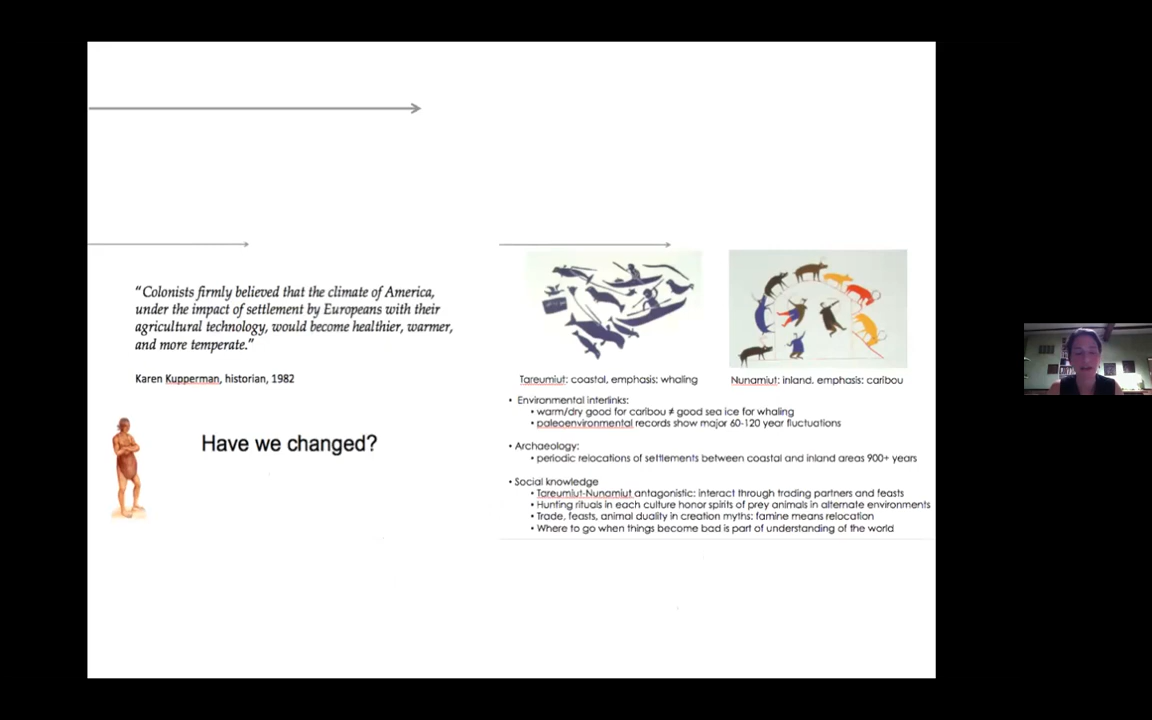 “Colonists firmly believed that the climate of America,
under the impact of settlement by Europeans with their
agricultural technology, would become healthier, warmer,
and more temperate.”
Karen Kupperman, historian, 1982
Have we changed?
Tareumiut: coastal, emphasis: whaling
Nunamiut: inland. emphasis: caribou
• Environmental interlinks:
• warm/dry good for caribou ≠ good sea ice for whaling
• paleoenvironmental records show major 60-120 year fluctuations
• Archaeology:
• periodic relocations of settlements between coastal and inland areas 900+ years
• Social knowledge
• Tareumiut-Nunamiut antagonistic: interact through trading partners and feasts
• Hunting rituals in each culture honor spirits of prey animals in alternate environments
• Trade, feasts, animal duality in creation myths: famine means relocation
• Where to go when things become bad is part of understanding of the world